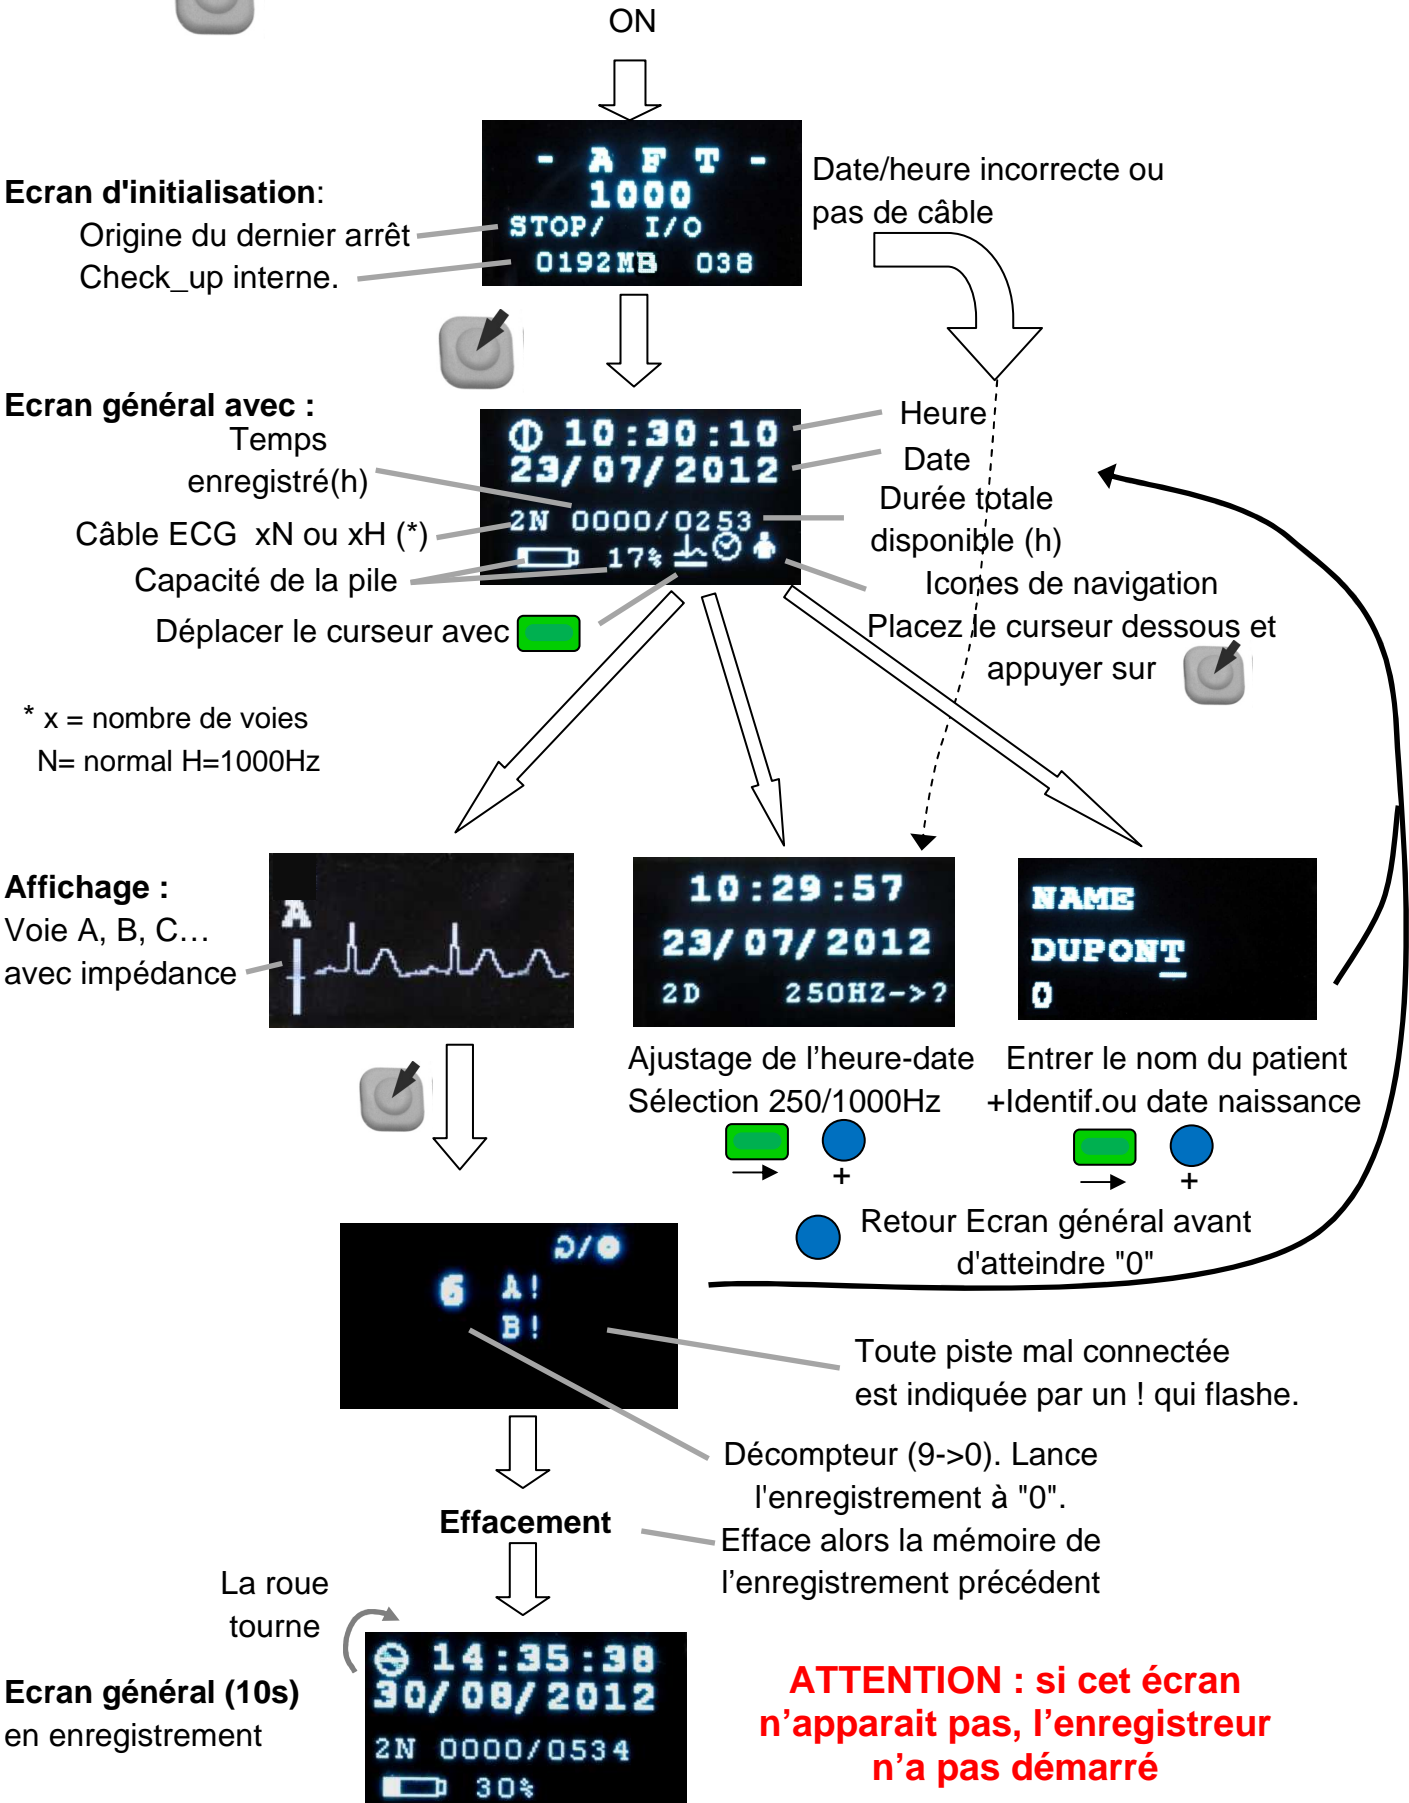 ON
- A F T -
1000
STOP/ I/O
0192MB 038
Date/heure incorrecte ou
pas de câble
Ecran d'initialisation:
Origine du dernier arrêt
Check_up interne.
Ecran général avec :
Temps
enregistré(h)
Câble ECG xN ou xH (*)
Capacité de la pile
Déplacer le curseur avec
10:30:10
23/07/2012
2N 0000/0253
17%
Heure
Date
Durée totale
disponible (h)
Icones de navigation
Placez le curseur dessous et
appuyer sur
* x = nombre de voies
N= normal H=1000Hz
Affichage :
Voie A, B, C…
avec impédance
A
10:29:57
23/07/2012
2D 250HZ->?
NAME
DUPONT
0
Ajustage de l’heure-date
Sélection 250/1000Hz
+
Entrer le nom du patient
+Identif.ou date naissance
+
Retour Ecran général avant
d'atteindre "0"
6 A!
B!
Toute piste mal connectée
est indiquée par un ! qui flashe.
Décompteur (9->0). Lance
l'enregistrement à "0".
Effacement
Efface alors la mémoire de
l’enregistrement précédent
La roue
tourne
Ecran général (10s)
en enregistrement
14:35:38
30/08/2012
2N 0000/0534
30%
ATTENTION : si cet écran
n’apparait pas, l’enregistreur
n’a pas démarré